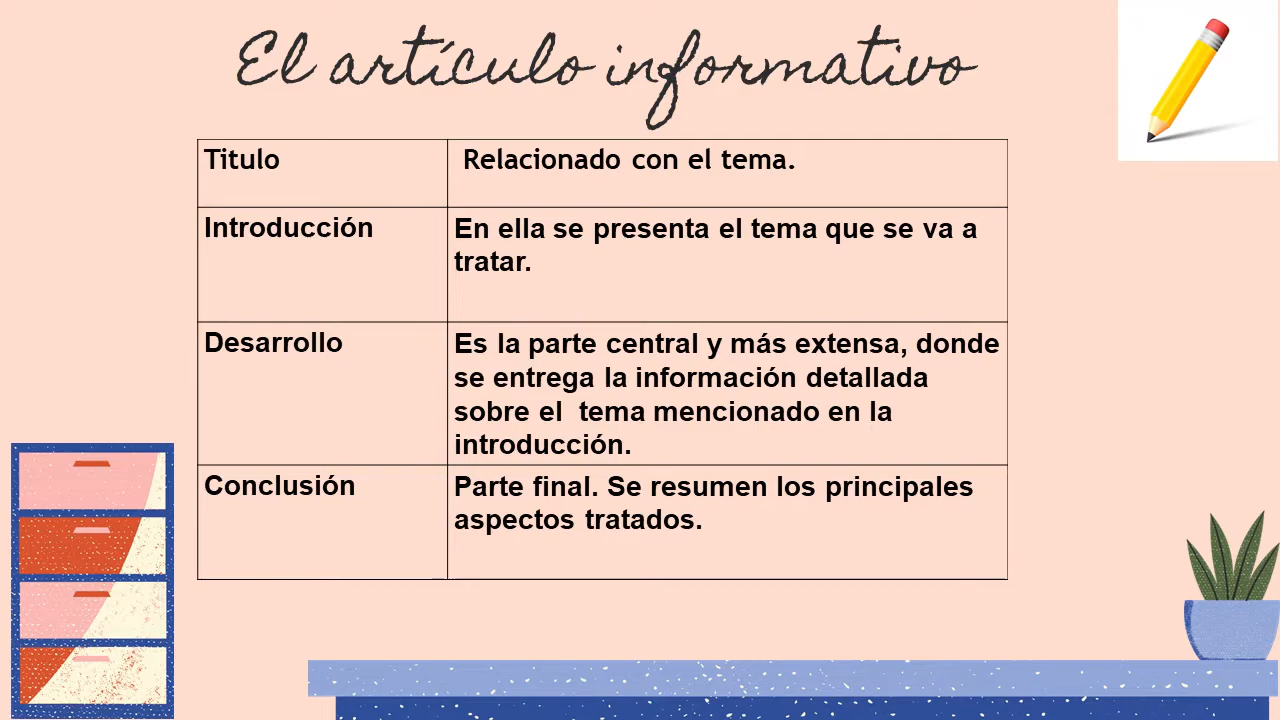 El artículo informativo
Titulo
Relacionado con el tema.
Introducción
En ella se presenta el tema que se va a
tratar.
Desarrollo
Es la parte central y más extensa, donde
se entrega la información detallada
sobre el  tema mencionado en la
introducción.
Conclusión
Parte final. Se resumen los principales
aspectos tratados.